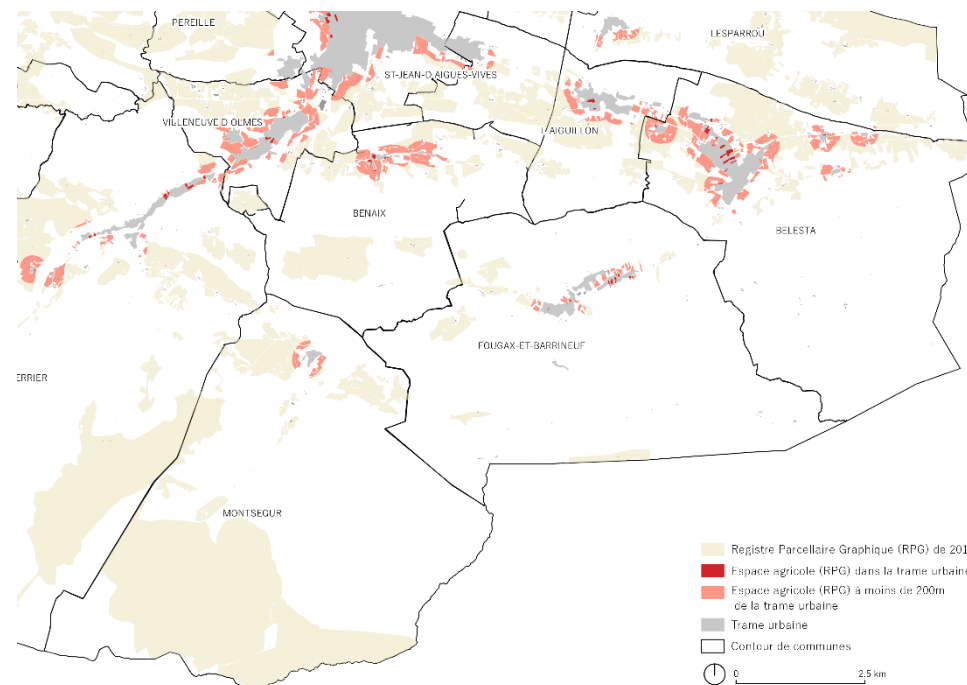 PEREILLE
LESPARROU
ST-JEAN-D'AIGUES-VIVES
VILLENEUVE D'OLMES
L'AIGUILLON
BENAIX
BELESTA
FOUGAX-ET-BARRINEUF
ERRIER
MONTSEGUR
Registre Parcellaire Graphique (RPG) de 201
Espace agricole (RPG) dans la trame urbaine
Espace agricole (RPG) à moins de 200m
de la trame urbaine
Trame urbaine
Contour de communes
0 2.5 km